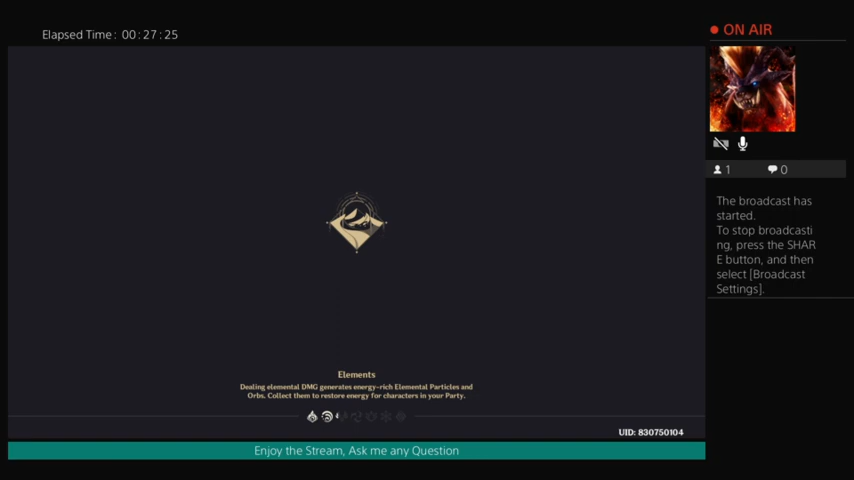 Elapsed Time: 00:27:25
ON AIR
1
0
The broadcast has
started.
To stop broadcasti
ng, press the SHAR
E button, and then
select [Broadcast
Settings].
Elements
Dealing elemental DMG generates energy-rich Elemental Particles and
Orbs. Collect them to restore energy for characters in your Party.
UID: 830750104
Enjoy the Stream, Ask me any Question